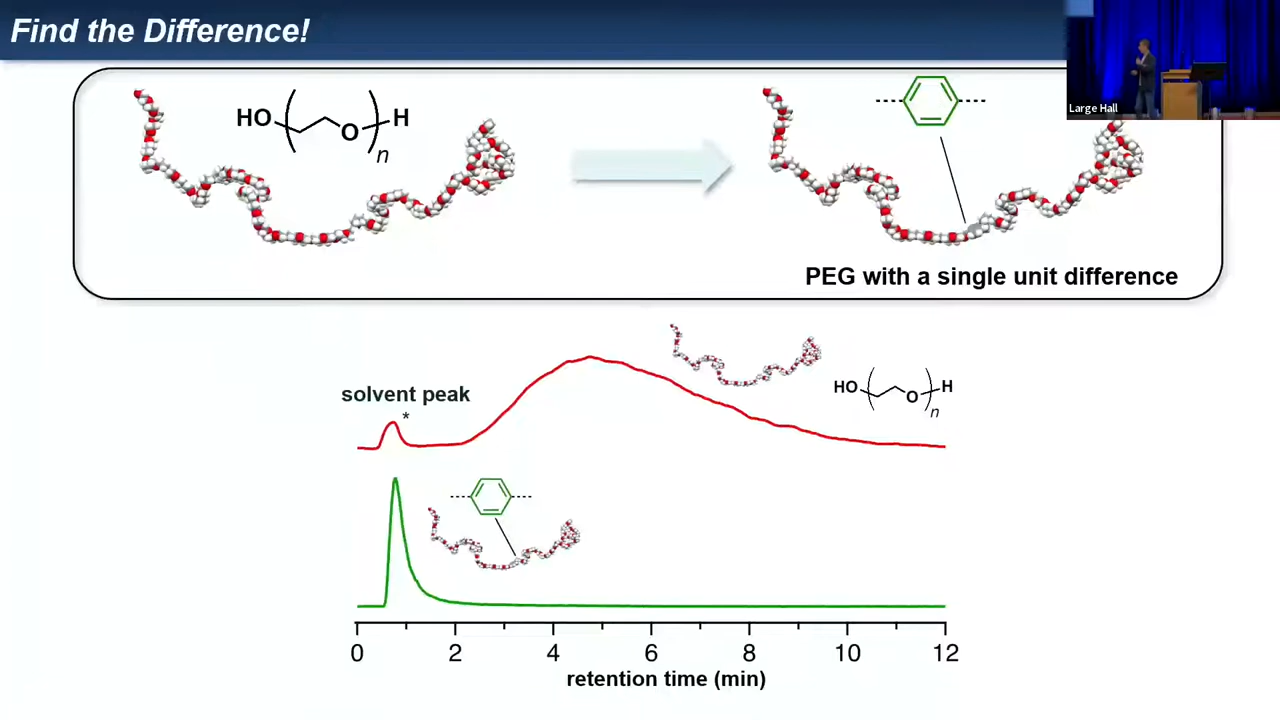 Find the Difference!
Large Hall
HO
O
H
n
PEG with a single unit difference
solvent peak
*
HO
O
H
n
0 2 4 6 8 10 12
retention time (min)